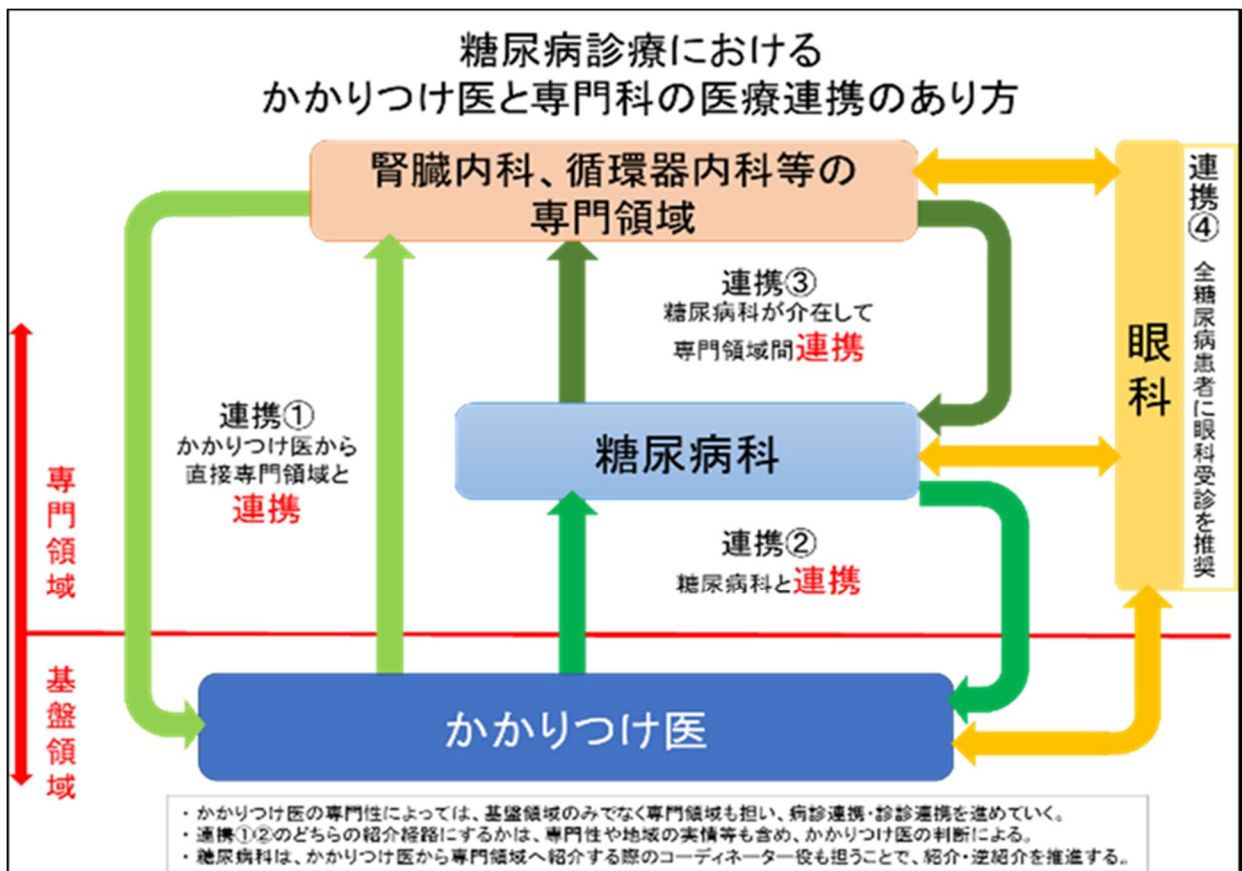 糖尿病診療における
かかりつけ医と専門科の医療連携のあり方
腎臓内科、循環器内科等の
専門領域
連携③
糖尿病科が介在して
専門領域間連携
連携①
かかりつけ医から
直接専門領域と
連携
糖尿病科
連携②
糖尿病科と連携
眼科
連携④ 全糖尿病患者に眼科受診を推奨
専門領域
基盤領域
かかりつけ医
・かかりつけ医の専門性によっては、基盤領域のみでなく専門領域も担い、病診連携・診診連携を進めていく。
・連携①②のどちらの紹介経路にするかは、専門性や地域の実情等も含め、かかりつけ医の判断による。
・糖尿病科は、かかりつけ医から専門領域へ紹介する際のコーディネーター役も担うことで、紹介・逆紹介を推進する。